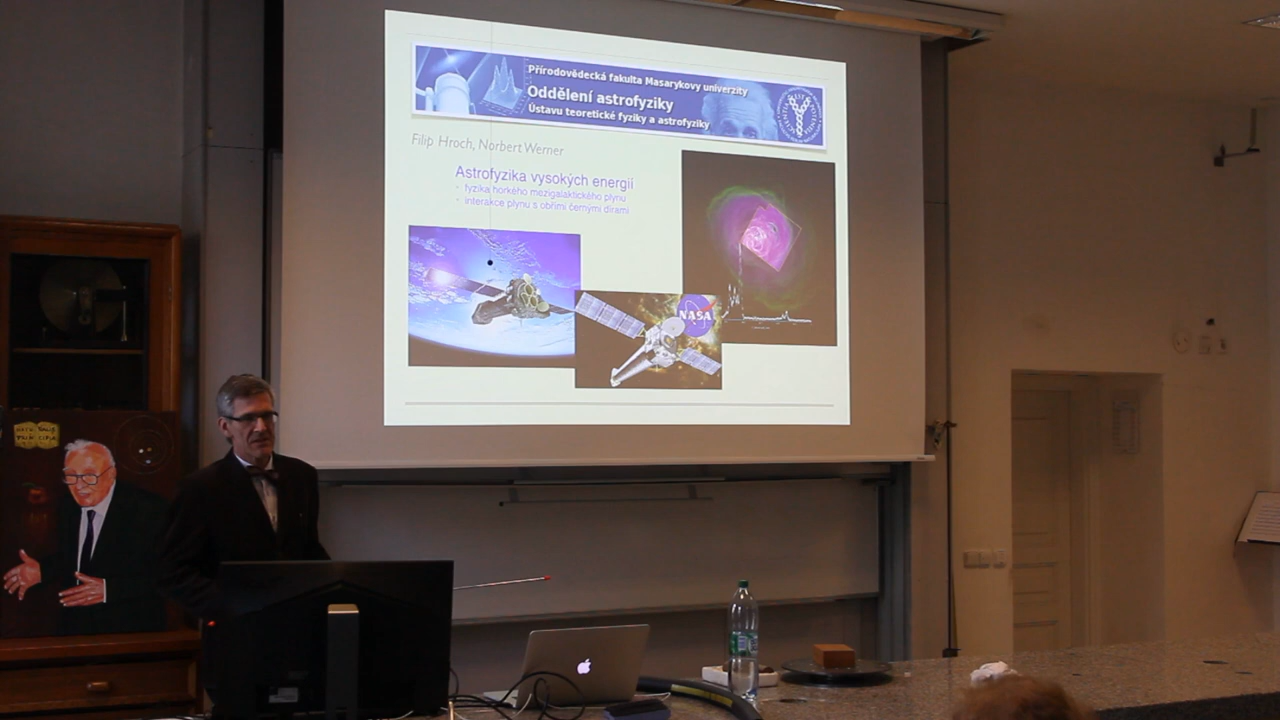 Přírodovědecká fakulta Masarykovy univerzity
Oddělení astrofyziky
Ústavu teoretické fyziky a astrofyziky
Filip Hroch, Norbert Werner
Astrofyzika vysokých energií
fyzika horkého mezigalaktického plynu
interakce plynu s obřími černými dírami
NASA